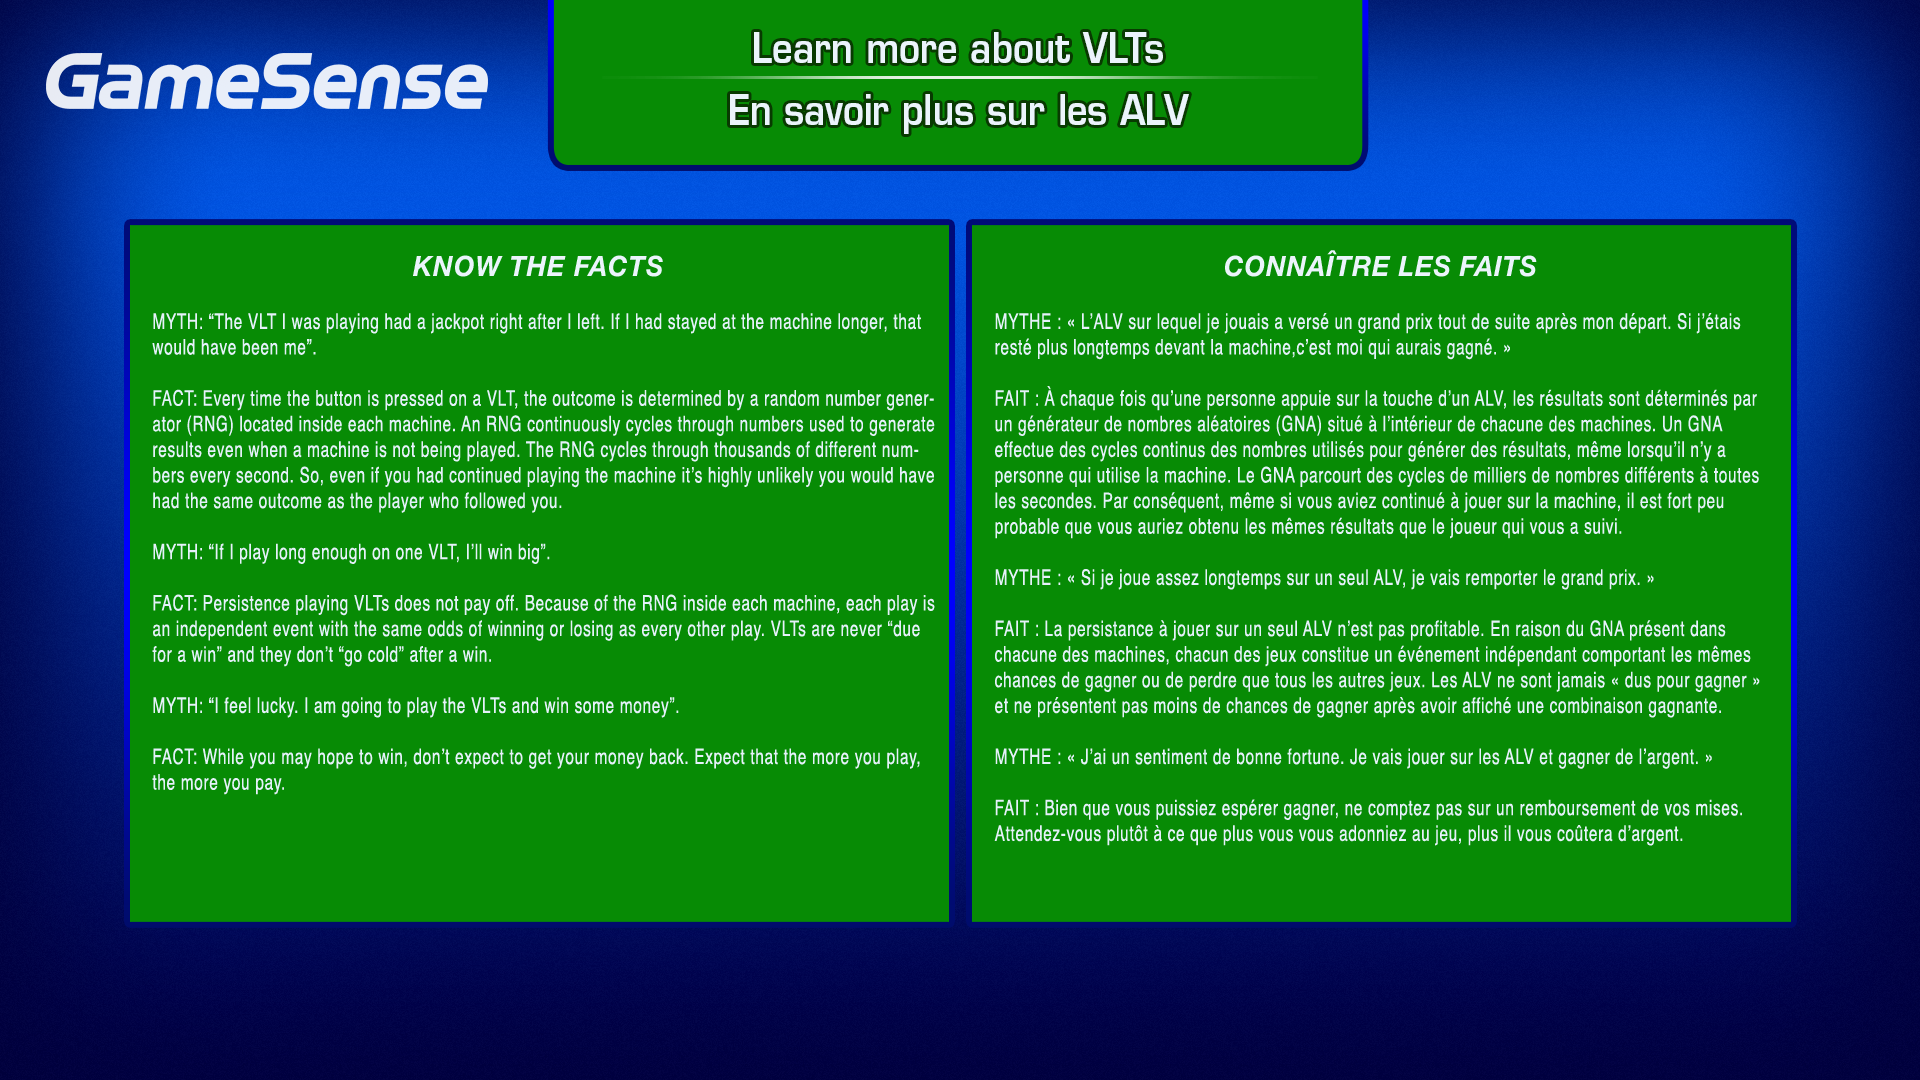 GameSense
Learn more about VLTs
En savoir plus sur les ALV
KNOW THE FACTS
MYTH: “The VLT I was playing had a jackpot right after I left. If I had stayed at the machine longer, that
would have been me”.
FACT: Every time the button is pressed on a VLT, the outcome is determined by a random number gener-
ator (RNG) located inside each machine. An RNG continuously cycles through numbers used to generate
results even when a machine is not being played. The RNG cycles through thousands of different num-
bers every second. So, even if you had continued playing the machine it’s highly unlikely you would have
had the same outcome as the player who followed you.
MYTH: “If I play long enough on one VLT, I’ll win big”.
FACT: Persistence playing VLTs does not pay off. Because of the RNG inside each machine, each play is
an independent event with the same odds of winning or losing as every other play. VLTs are never “due
for a win” and they don’t “go cold” after a win.
MYTH: “I feel lucky. I am going to play the VLTs and win some money”.
FACT: While you may hope to win, don’t expect to get your money back. Expect that the more you play,
the more you pay.
CONNAÎTRE LES FAITS
MYTHE : « L’ALV sur lequel je jouais a versé un grand prix tout de suite après mon départ. Si j’étais
resté plus longtemps devant la machine,c’est moi qui aurais gagné. »
FAIT : À chaque fois qu’une personne appuie sur la touche d’un ALV, les résultats sont déterminés par
un générateur de nombres aléatoires (GNA) situé à l’intérieur de chacune des machines. Un GNA
effectue des cycles continus des nombres utilisés pour générer des résultats, même lorsqu’il n’y a
personne qui utilise la machine. Le GNA parcourt des cycles de milliers de nombres différents à toutes
les secondes. Par conséquent, même si vous aviez continué à jouer sur la machine, il est fort peu
probable que vous auriez obtenu les mêmes résultats que le joueur qui vous a suivi.
MYTHE : « Si je joue assez longtemps sur un seul ALV, je vais remporter le grand prix. »
FAIT : La persistance à jouer sur un seul ALV n’est pas profitable. En raison du GNA présent dans
chacune des machines, chacun des jeux constitue un événement indépendant comportant les mêmes
chances de gagner ou de perdre que tous les autres jeux. Les ALV ne sont jamais « dus pour gagner »
et ne présentent pas moins de chances de gagner après avoir affiché une combinaison gagnante.
MYTHE : « J’ai un sentiment de bonne fortune. Je vais jouer sur les ALV et gagner de l’argent. »
FAIT : Bien que vous puissiez espérer gagner, ne comptez pas sur un remboursement de vos mises.
Attendez-vous plutôt à ce que plus vous vous adonniez au jeu, plus il vous coûtera d’argent.